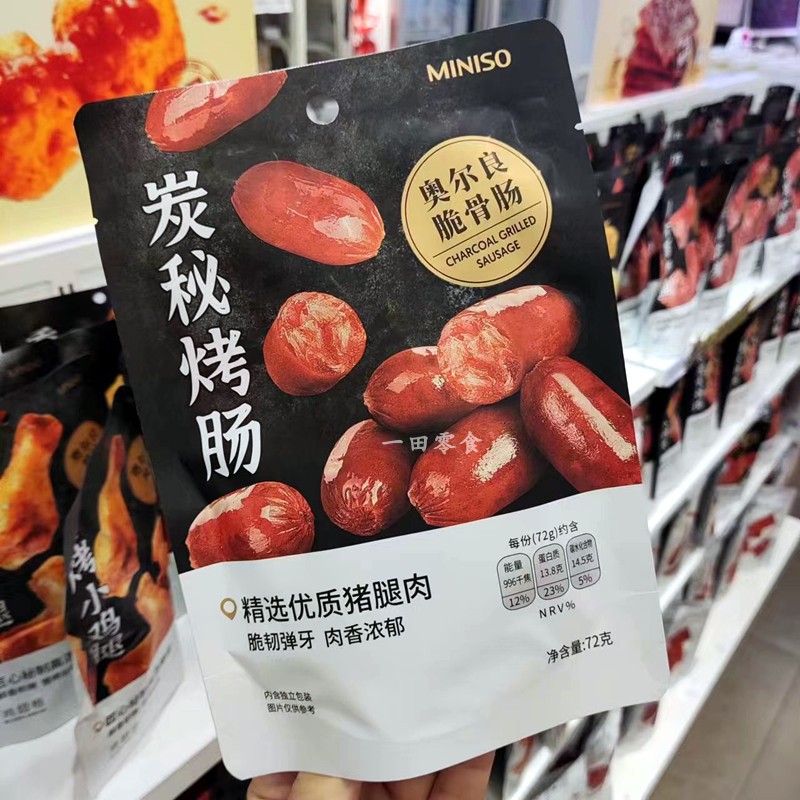 MINISO
奥尔良
脆骨肠
CHARCOAL GRILLED
SAUSAGE
炭秘烤肠
一田零食
每份(72g)约含
能量 蛋白质 碳水化合物
996千焦 13.8克 14.5克
12% 23% 5%
NRV%
精选优质猪腿肉
脆韧弹牙 肉香浓郁
净含量:72克
内含独立包装
图片仅供参考
烤小鸡腿